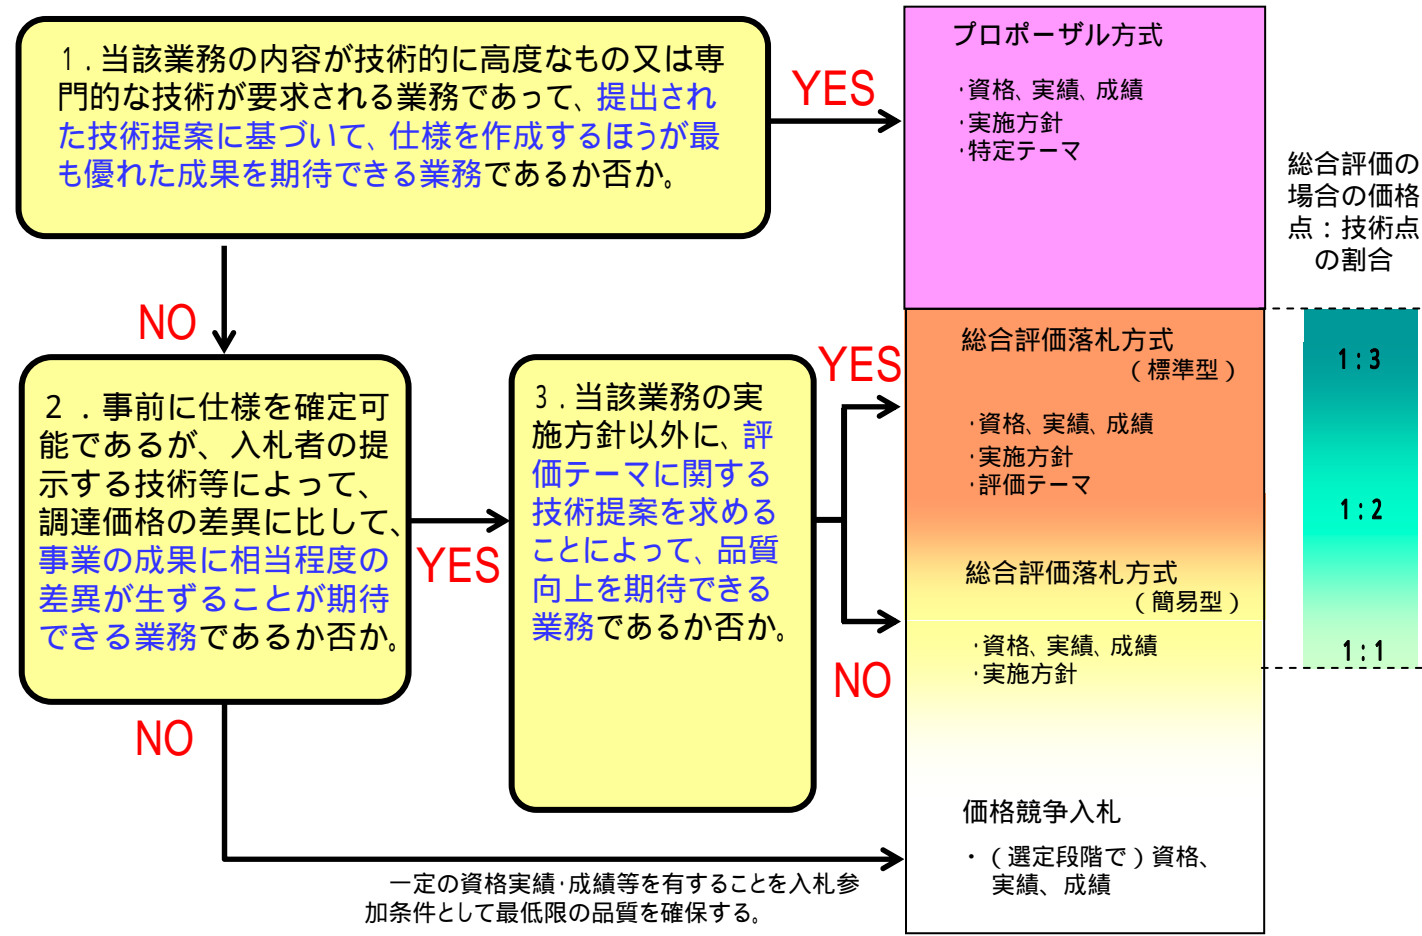 1．当該業務の内容が技術的に高度なもの又は専
門的な技術が要求される業務であって、提出され
た技術提案に基づいて、仕様を作成するほうが最
も優れた成果を期待できる業務であるか否か。
YES
プロポーザル方式
・資格、実績、成績
・実施方針
・特定テーマ
総合評価の
場合の価格
点：技術点
の割合
NO
2．事前に仕様を確定可
能であるが、入札者の提
示する技術等によって、
調達価格の差異に比して、
事業の成果に相当程度の
差異が生ずることが期待
できる業務であるか否か。
YES
3．当該業務の実
施方針以外に、評
価テーマに関する
技術提案を求める
ことによって、品質
向上を期待できる
業務であるか否か。
YES
総合評価落札方式
（標準型）
・資格、実績、成績
・実施方針
・評価テーマ
1：3
1：2
総合評価落札方式
（簡易型）
・資格、実績、成績
・実施方針
1：1
NO
NO
価格競争入札
・（選定段階で）資格、
実績、成績
一定の資格実績・成績等を有することを入札参
加条件として最低限の品質を確保する。